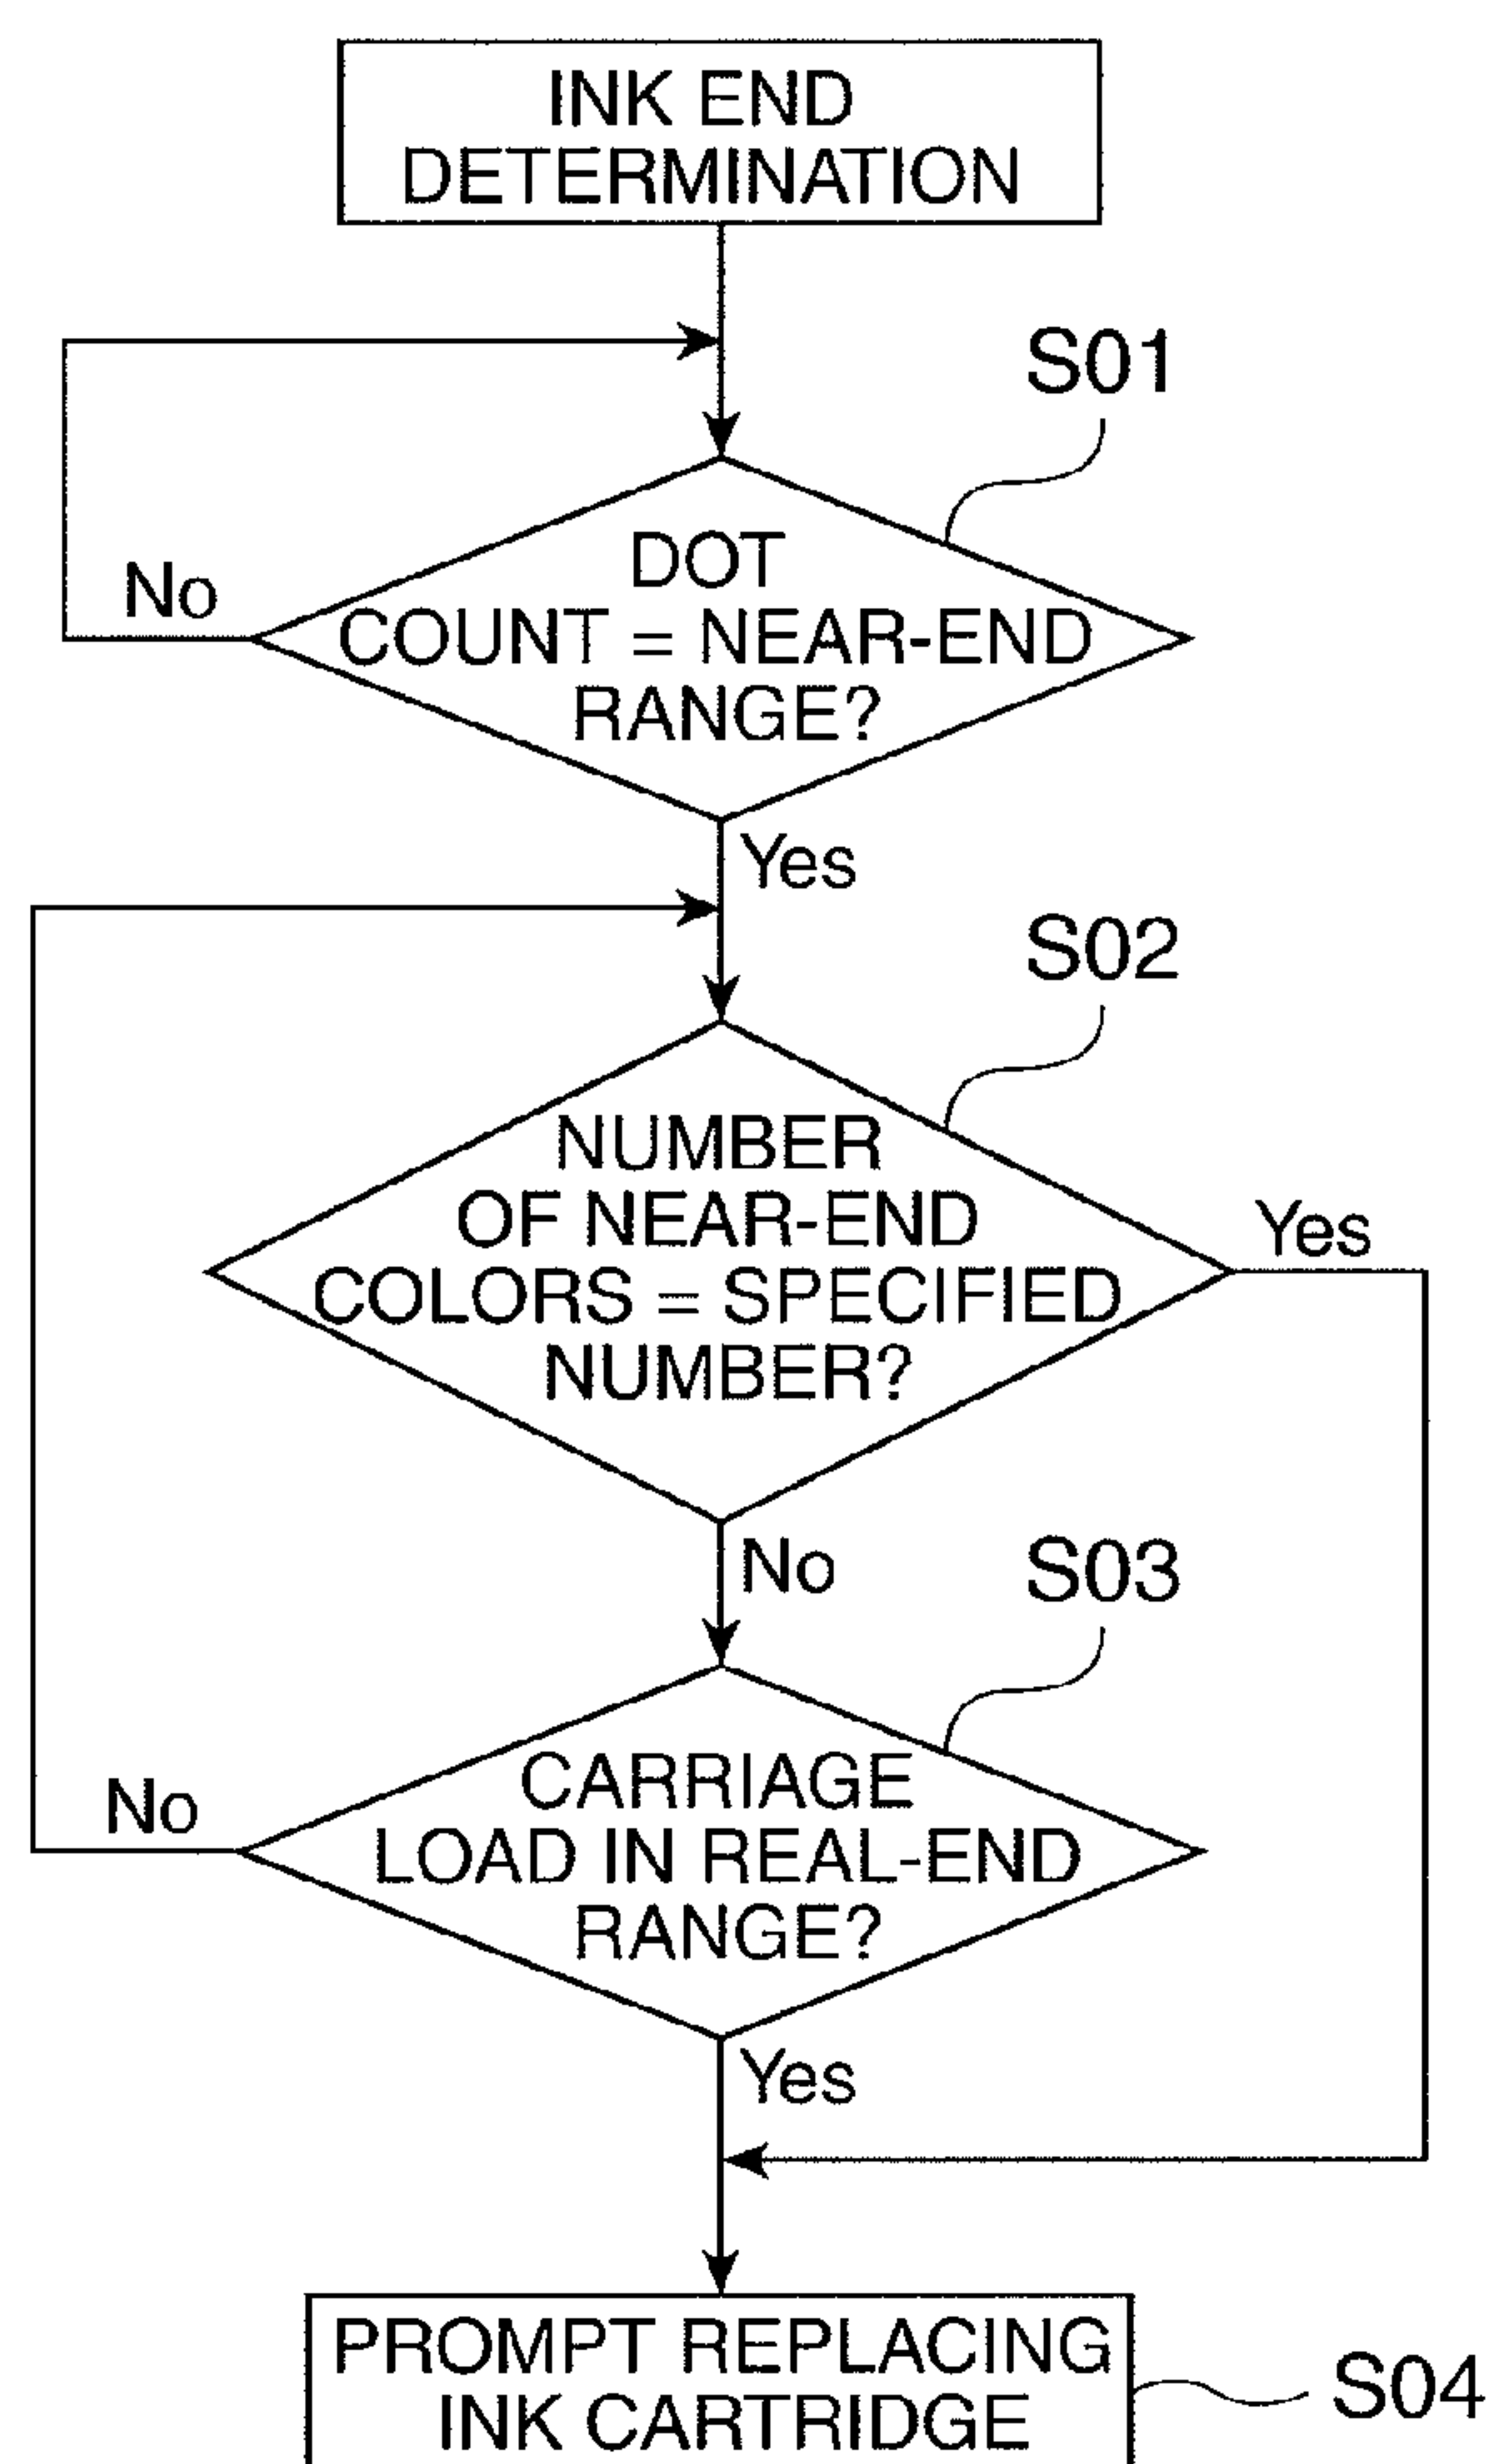 INK END
DETERMINATION
S01
DOT
COUNT = NEAR-END
RANGE?
No
Yes
S02
NUMBER
OF NEAR-END
COLORS = SPECIFIED
NUMBER?
Yes
No
S03
CARRIAGE
LOAD IN REAL-END
RANGE?
No
Yes
PROMPT REPLACING
INK CARTRIDGE
S04